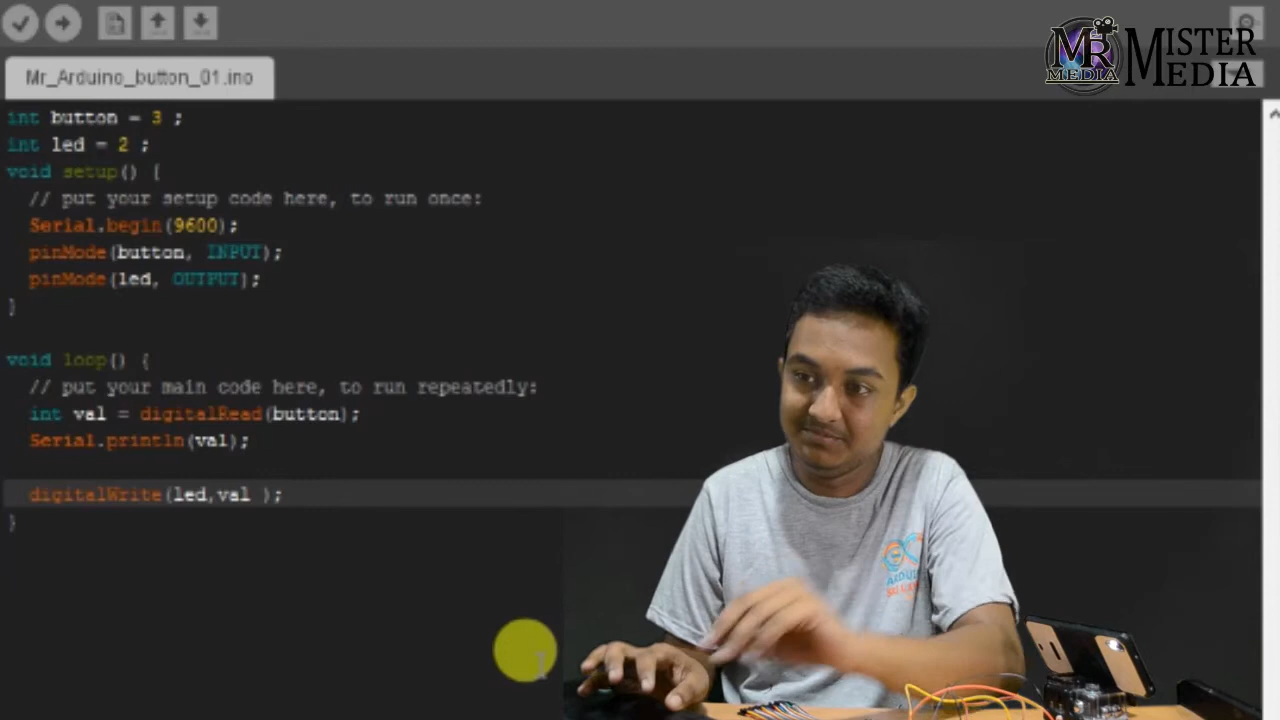 Mr_Arduino_button_01.ino
MR MEDIA
MISTER MEDIA
int button = 3 ;
int led = 2 ;
void setup() {
// put your setup code here, to run once:
Serial.begin(9600);
pinMode(button, INPUT);
pinMode(led, OUTPUT);
}
void loop() {
// put your main code here, to run repeatedly:
int val = digitalRead(button);
Serial.println(val);
digitalWrite(led,val );
}
ARDUINO